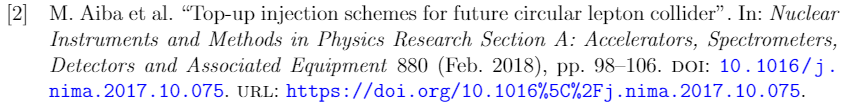 [2] M. Aiba et al. “Top-up injection schemes for future circular lepton collider”. In: Nuclear
Instruments and Methods in Physics Research Section A: Accelerators, Spectrometers,
Detectors and Associated Equipment 880 (Feb. 2018), pp. 98–106. DOI: 10.1016/j.
nima.2017.10.075. URL: https://doi.org/10.1016%5C%2Fj.nima.2017.10.075.